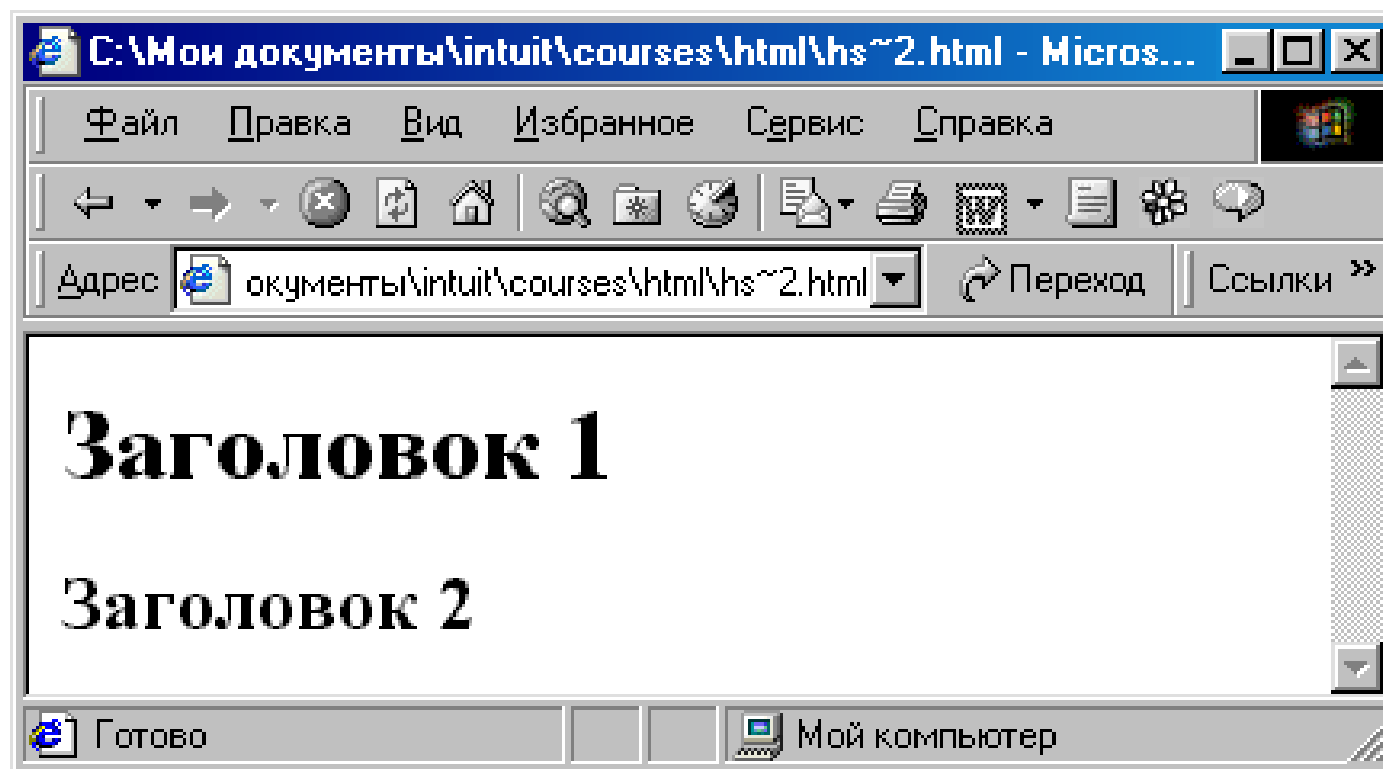 C:\Мои документы\intuit\courses\html\hs~2.html - Micros...
Файл Правка Вид Избранное Сервис Справка
Адрес окументы\intuit\courses\html\hs~2.html Переход Ссылки »
Заголовок 1
Заголовок 2
Готово Мой компьютер